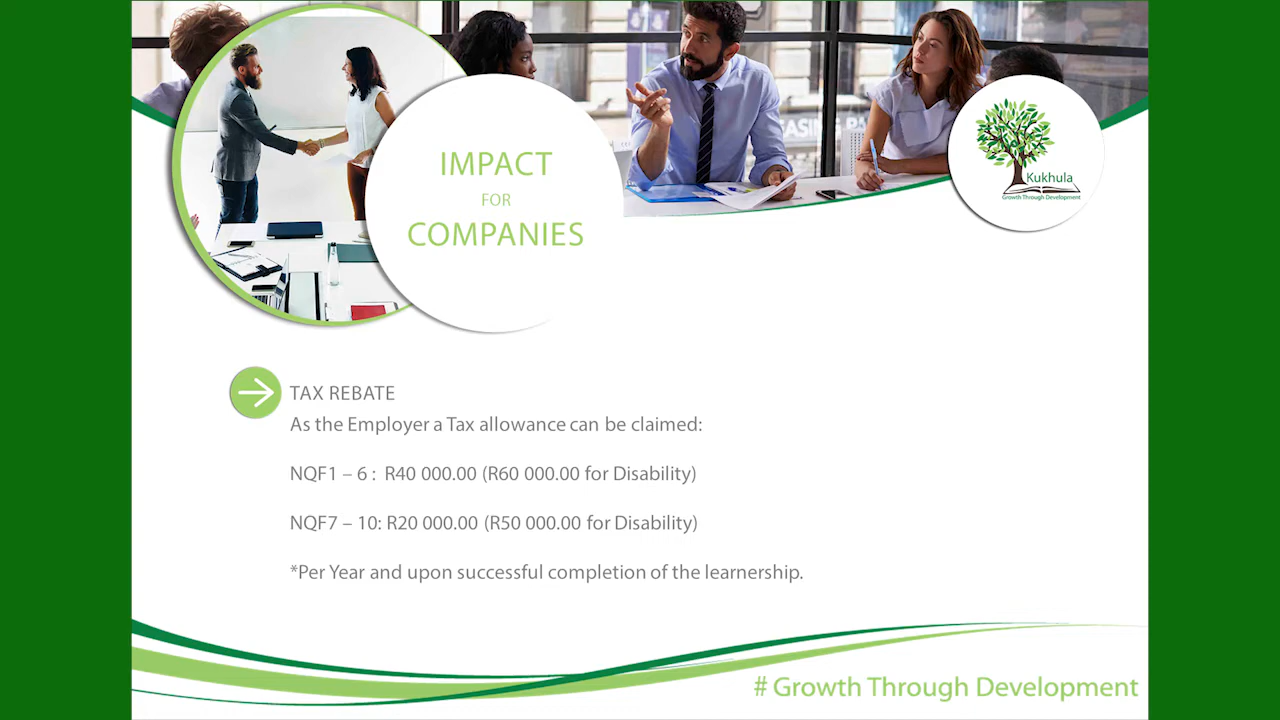 IMPACT
FOR
COMPANIES
Kukhula
Growth Through Development
TAX REBATE
As the Employer a Tax allowance can be claimed:
NQF1 – 6 : R40 000.00 (R60 000.00 for Disability)
NQF7 – 10: R20 000.00 (R50 000.00 for Disability)
*Per Year and upon successful completion of the learnership.
# Growth Through Development